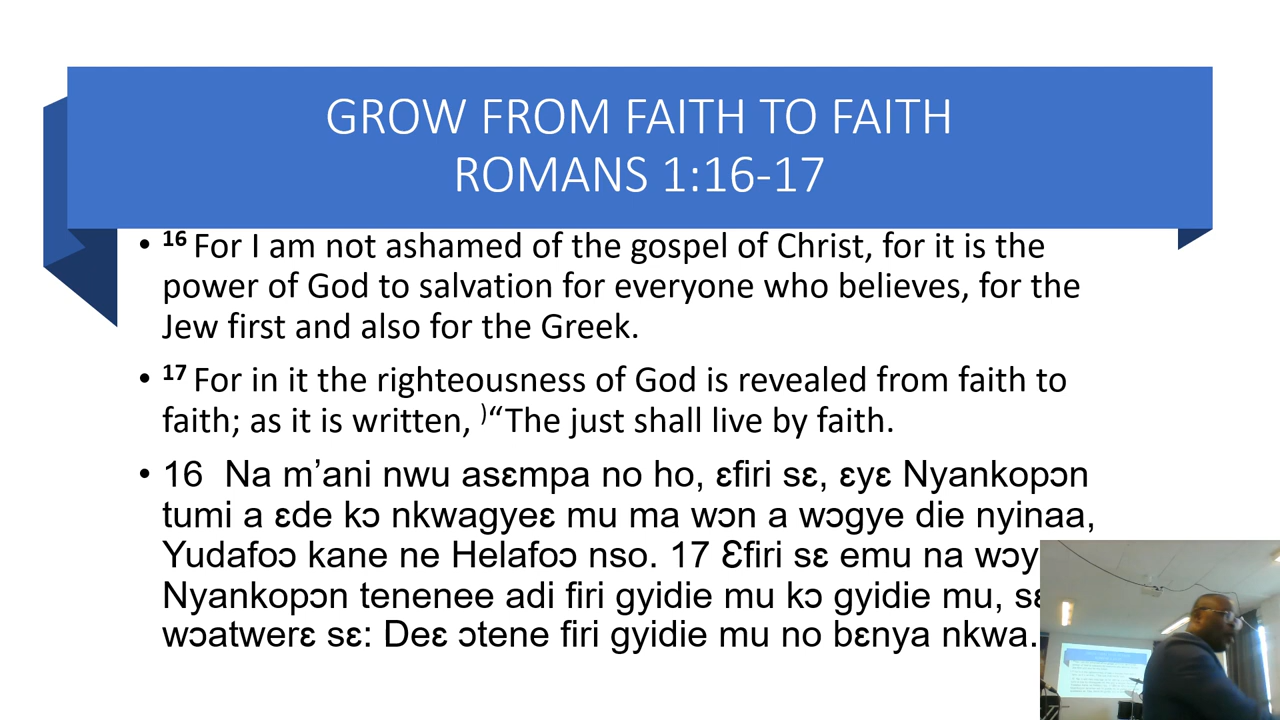 GROW FROM FAITH TO FAITH
ROMANS 1:16-17
• 16 For I am not ashamed of the gospel of Christ, for it is the
power of God to salvation for everyone who believes, for the
Jew first and also for the Greek.
• 17 For in it the righteousness of God is revealed from faith to
faith; as it is written, )“The just shall live by faith.
• 16 Na m’ani nwu asɛmpa no ho, ɛfiri sɛ, ɛyɛ Nyankopɔn
tumi a ɛde kɔ nkwagyeɛ mu ma wɔn a wɔgye die nyinaa,
Yudafoɔ kane ne Helafoɔ nso. 17 Ɛfiri sɛ emu na
Nyankopɔn tenenee adi firi gyidie mu kɔ gyidie mu,
wɔatwerɛ sɛ: Deɛ ɔtene firi gyidie mu no bɛnya nkwa.